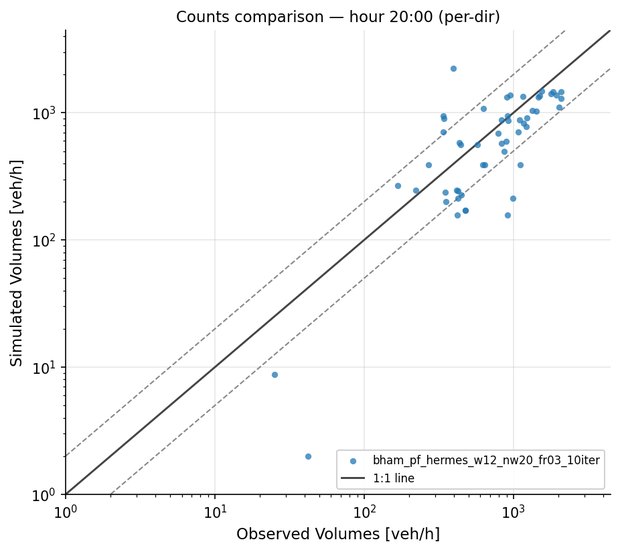 Counts comparison — hour 20:00 (per-dir)
Simulated Volumes [veh/h]
10³
10²
10¹
10⁰
10⁰ 10¹ 10² 10³
Observed Volumes [veh/h]
bham_pf_hermes_w12_nw20_fr03_10iter
1:1 line